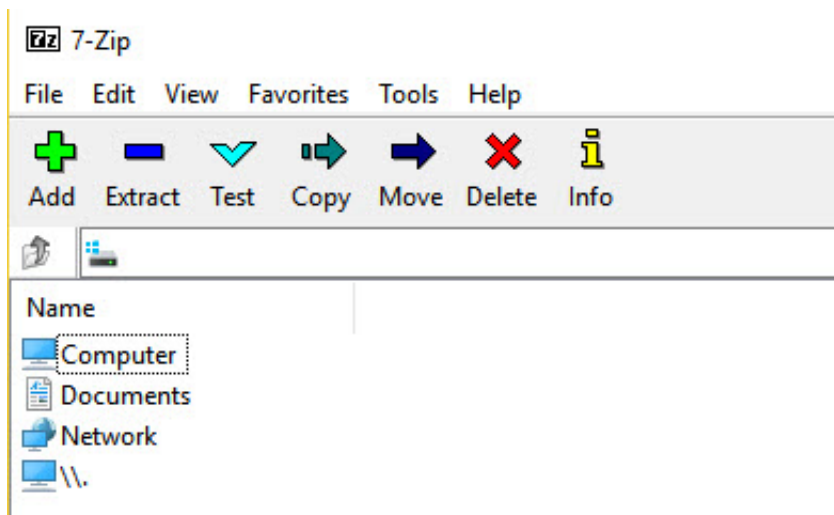 7z 7-Zip
File Edit View Favorites Tools Help
Add Extract Test Copy Move Delete Info
Name
Computer
Documents
Network
\\.